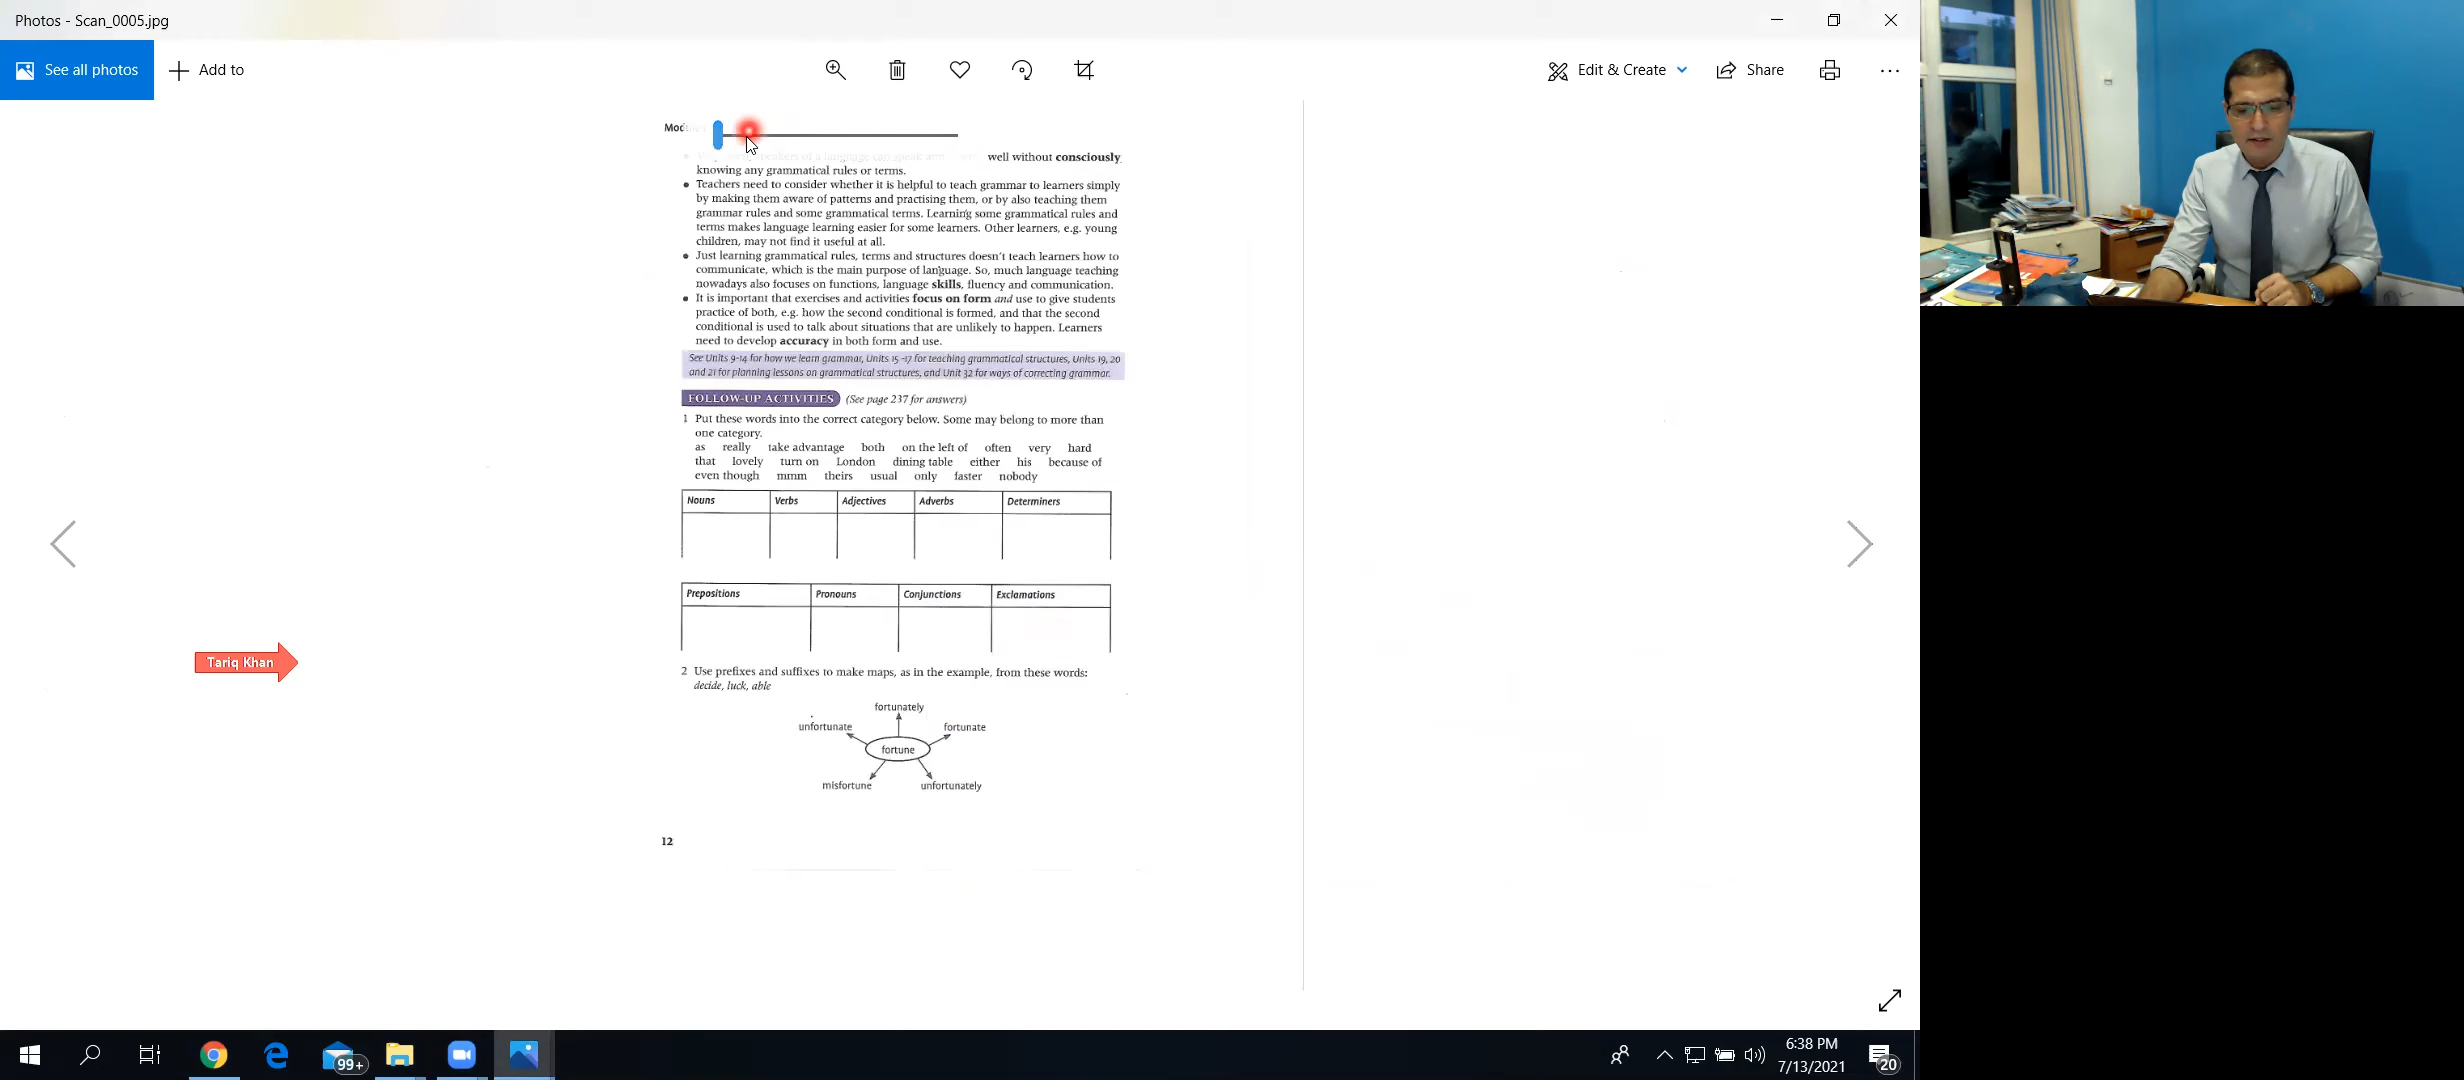 Photos - Scan_0005.jpg
See all photos
Add to
Edit & Create
Share
well without consciously
knowing any grammatical rules or terms.
• Teachers need to consider whether it is helpful to teach grammar to learners simply
by making them aware of patterns and practising them, or by also teaching them
grammar rules and some grammatical terms. Learning some grammatical rules and
terms makes language learning easier for some learners. Other learners, e.g. young
children, may not find it useful at all.
• Just learning grammatical rules, terms and structures doesn't teach learners how to
communicate, which is the main purpose of language. So, much language teaching
nowadays also focuses on functions, language skills, fluency and communication.
• It is important that exercises and activities focus on form and use to give students
practice of both, e.g. how the second conditional is formed, and that the second
conditional is used to talk about situations that are unlikely to happen. Learners
need to develop accuracy in both form and use.
See Units 9-14 for how we learn grammar, Units 15-17 for teaching grammatical structures, Units 19, 20
and 21 for planning lessons on grammatical structures, and Unit 32 for ways of correcting grammar.
FOLLOW-UP ACTIVITIES (See page 237 for answers)
1 Put these words into the correct category below. Some may belong to more than
one category.
as really take advantage both on the left of often very hard
that lovely turn on London dining table either his because of
even though mmm theirs usual only faster nobody
Nouns Verbs Adjectives Adverbs Determiners
Prepositions Pronouns Conjunctions Exclamations
Tariq Khan
2 Use prefixes and suffixes to make maps, as in the example, from these words:
decide, luck, able
fortunately
unfortunate fortunate
fortune
misfortune unfortunately
12
99+
6:38 PM
7/13/2021
20